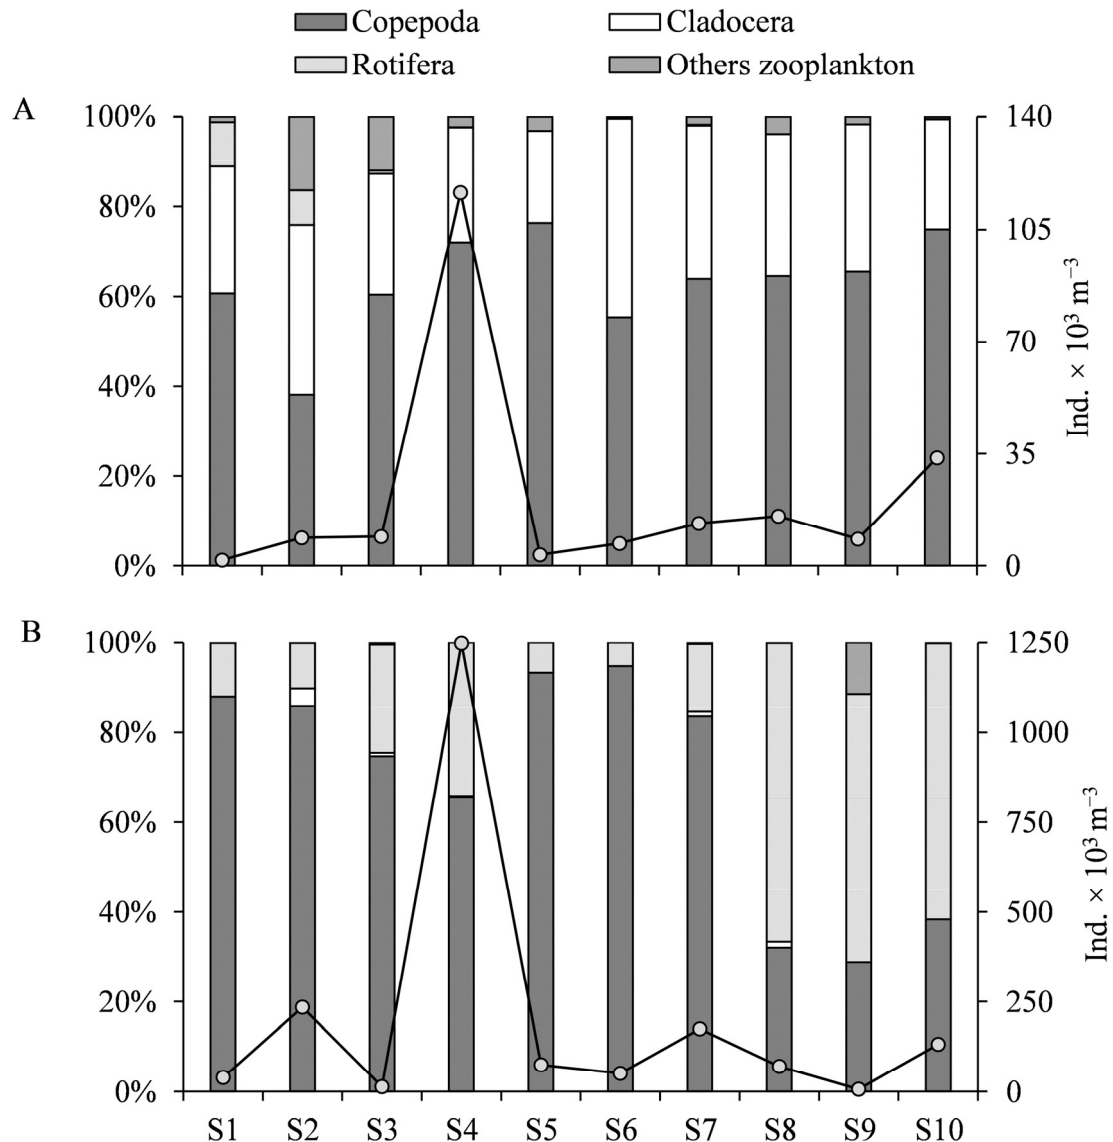 Copepoda
Cladocera
Rotifera
Others zooplankton
A
100%
80%
60%
40%
20%
0%
140
105
70
35
0
Ind. × 10³ m⁻³
B
100%
80%
60%
40%
20%
0%
1250
1000
750
500
250
0
Ind. × 10³ m⁻³
S1 S2 S3 S4 S5 S6 S7 S8 S9 S10